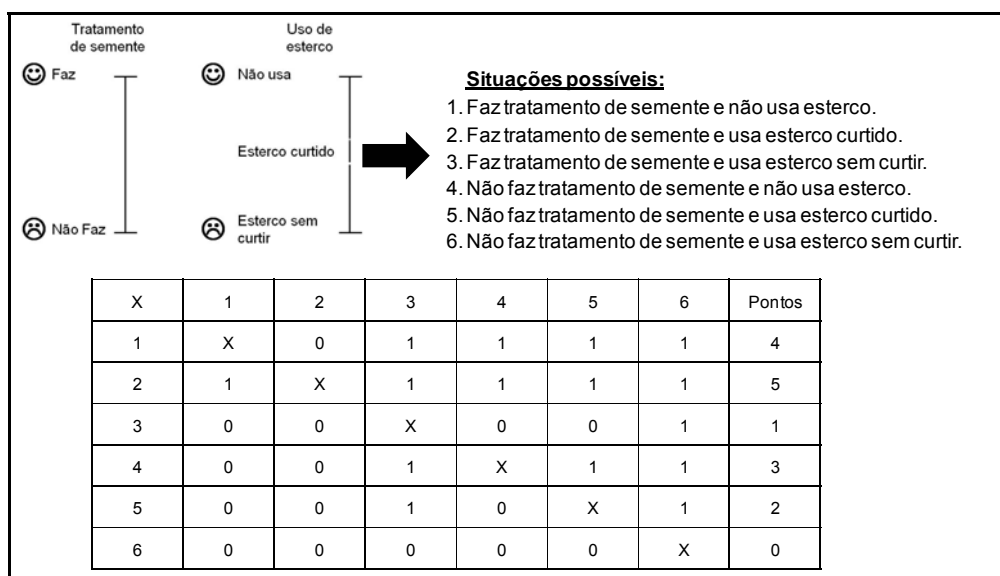 Tratamento
de semente
Uso de
esterco
Faz
Não usa
Esterco curtido
Não Faz
Esterco sem
curtir
Situações possíveis:
1. Faz tratamento de semente e não usa esterco.
2. Faz tratamento de semente e usa esterco curtido.
3. Faz tratamento de semente e usa esterco sem curtir.
4. Não faz tratamento de semente e não usa esterco.
5. Não faz tratamento de semente e usa esterco curtido.
6. Não faz tratamento de semente e usa esterco sem curtir.
X 1 2 3 4 5 6 Pontos
1 X 0 1 1 1 1 4
2 1 X 1 1 1 1 5
3 0 0 X 0 0 1 1
4 0 0 1 X 1 1 3
5 0 0 1 0 X 1 2
6 0 0 0 0 0 X 0